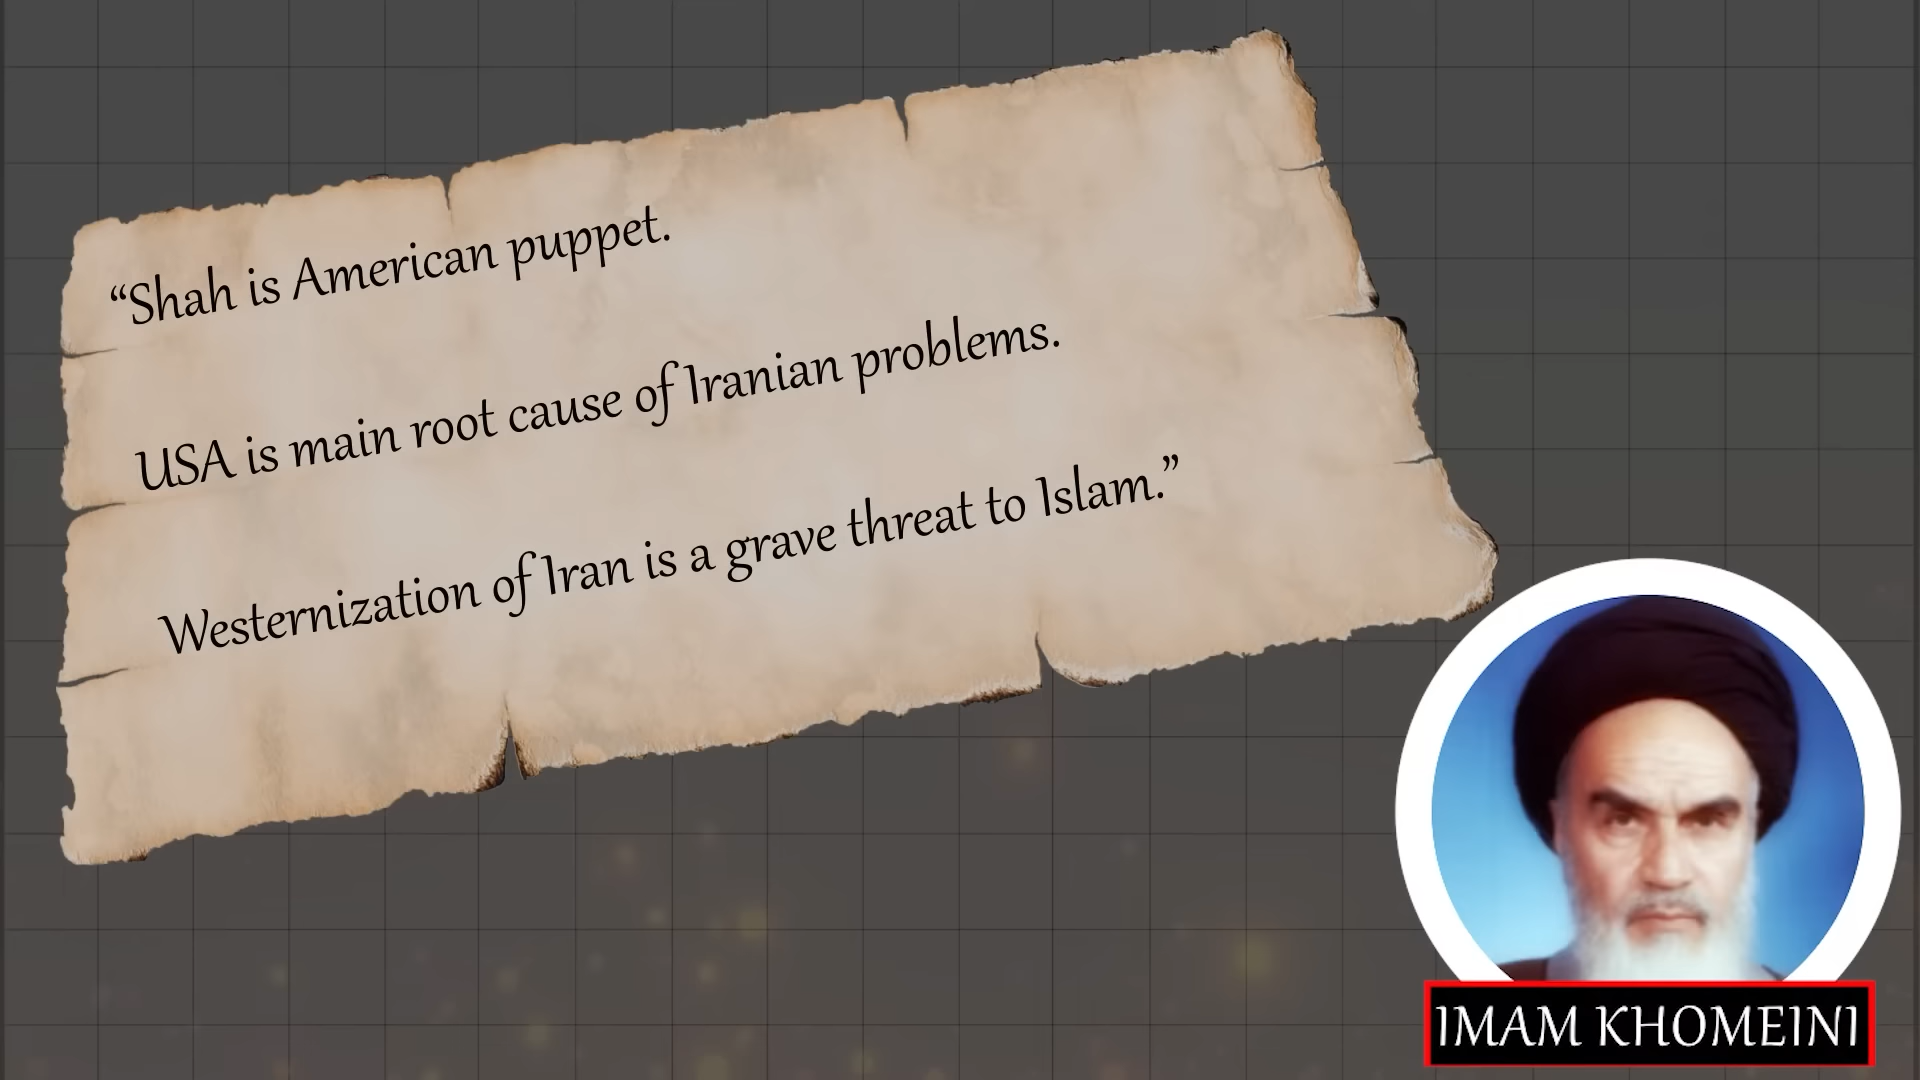 “Shah is American puppet.
USA is main root cause of Iranian problems.
Westernization of Iran is a grave threat to Islam.”
IMAM KHOMEINI